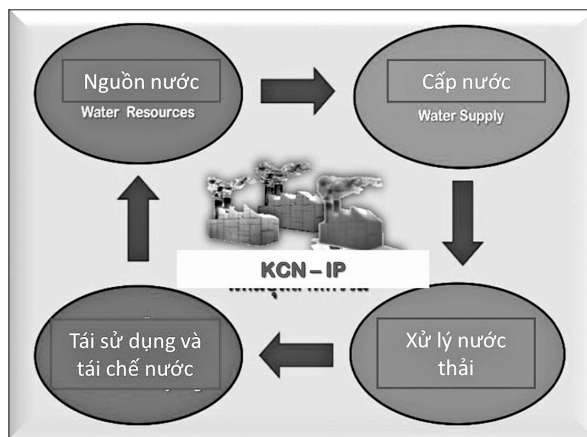 Nguồn nước
Water Resources
Cấp nước
Water Supply
KCN – IP
Tái sử dụng và
tái chế nước
Xử lý nước
thải